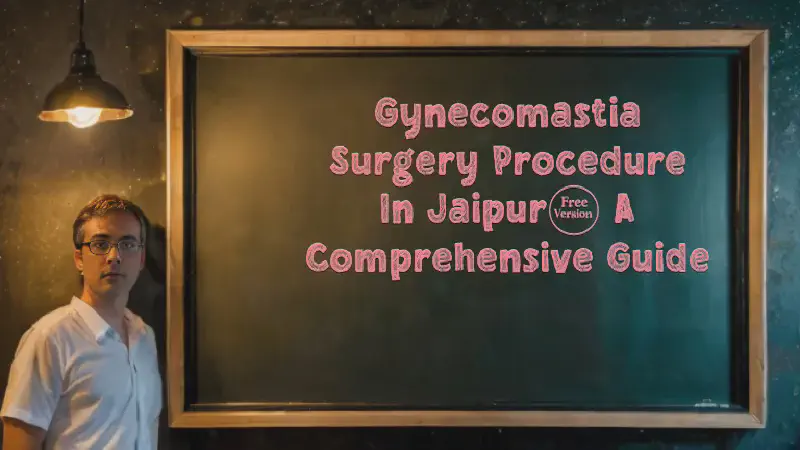 Gynecomastia
Surgery Procedure
In Jaipur Free Version A
Comprehensive Guide